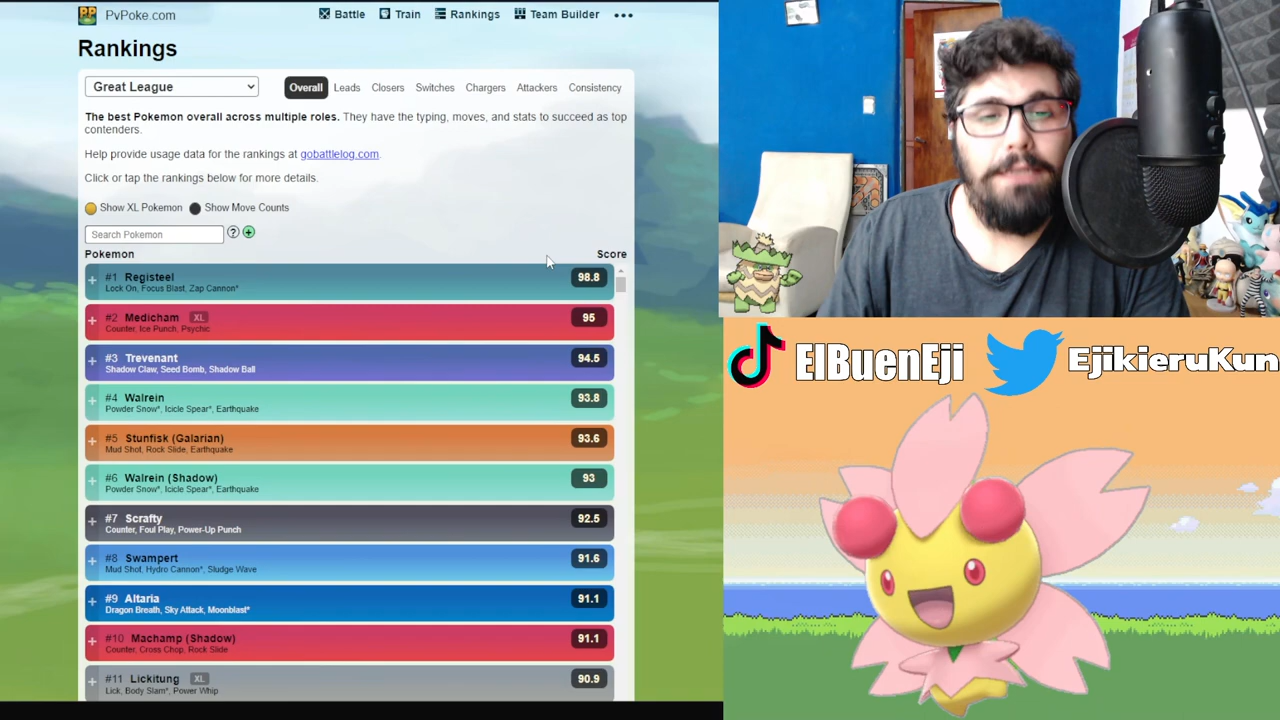 PvPoke.com
Battle
Train
Rankings
Team Builder
Rankings
Great League
Overall
Leads
Closers
Switches
Chargers
Attackers
Consistency
The best Pokemon overall across multiple roles. They have the typing, moves, and stats to succeed as top
contenders.
Help provide usage data for the rankings at gobattlelog.com.
Click or tap the rankings below for more details.
Show XL Pokemon
Show Move Counts
Search Pokemon
?
+
Pokemon
Score
+ #1 Registeel 98.8
Lock On, Focus Blast, Zap Cannon*
+ #2 Medicham XL 95
Counter, Ice Punch, Psychic
+ #3 Trevenant 94.5
Shadow Claw, Seed Bomb, Shadow Ball
+ #4 Walrein 93.8
Powder Snow*, Icicle Spear*, Earthquake
+ #5 Stunfisk (Galarian) 93.6
Mud Shot, Rock Slide, Earthquake
+ #6 Walrein (Shadow) 93
Powder Snow*, Icicle Spear*, Earthquake
+ #7 Scrafty 92.5
Counter, Foul Play, Power-Up Punch
+ #8 Swampert 91.6
Mud Shot, Hydro Cannon*, Sludge Wave
+ #9 Altaria 91.1
Dragon Breath, Sky Attack, Moonblast*
+ #10 Machamp (Shadow) 91.1
Counter, Cross Chop, Rock Slide
+ #11 Lickitung XL 90.9
Lick, Body Slam*, Power Whip
ElBuenEji
EjikieruKun